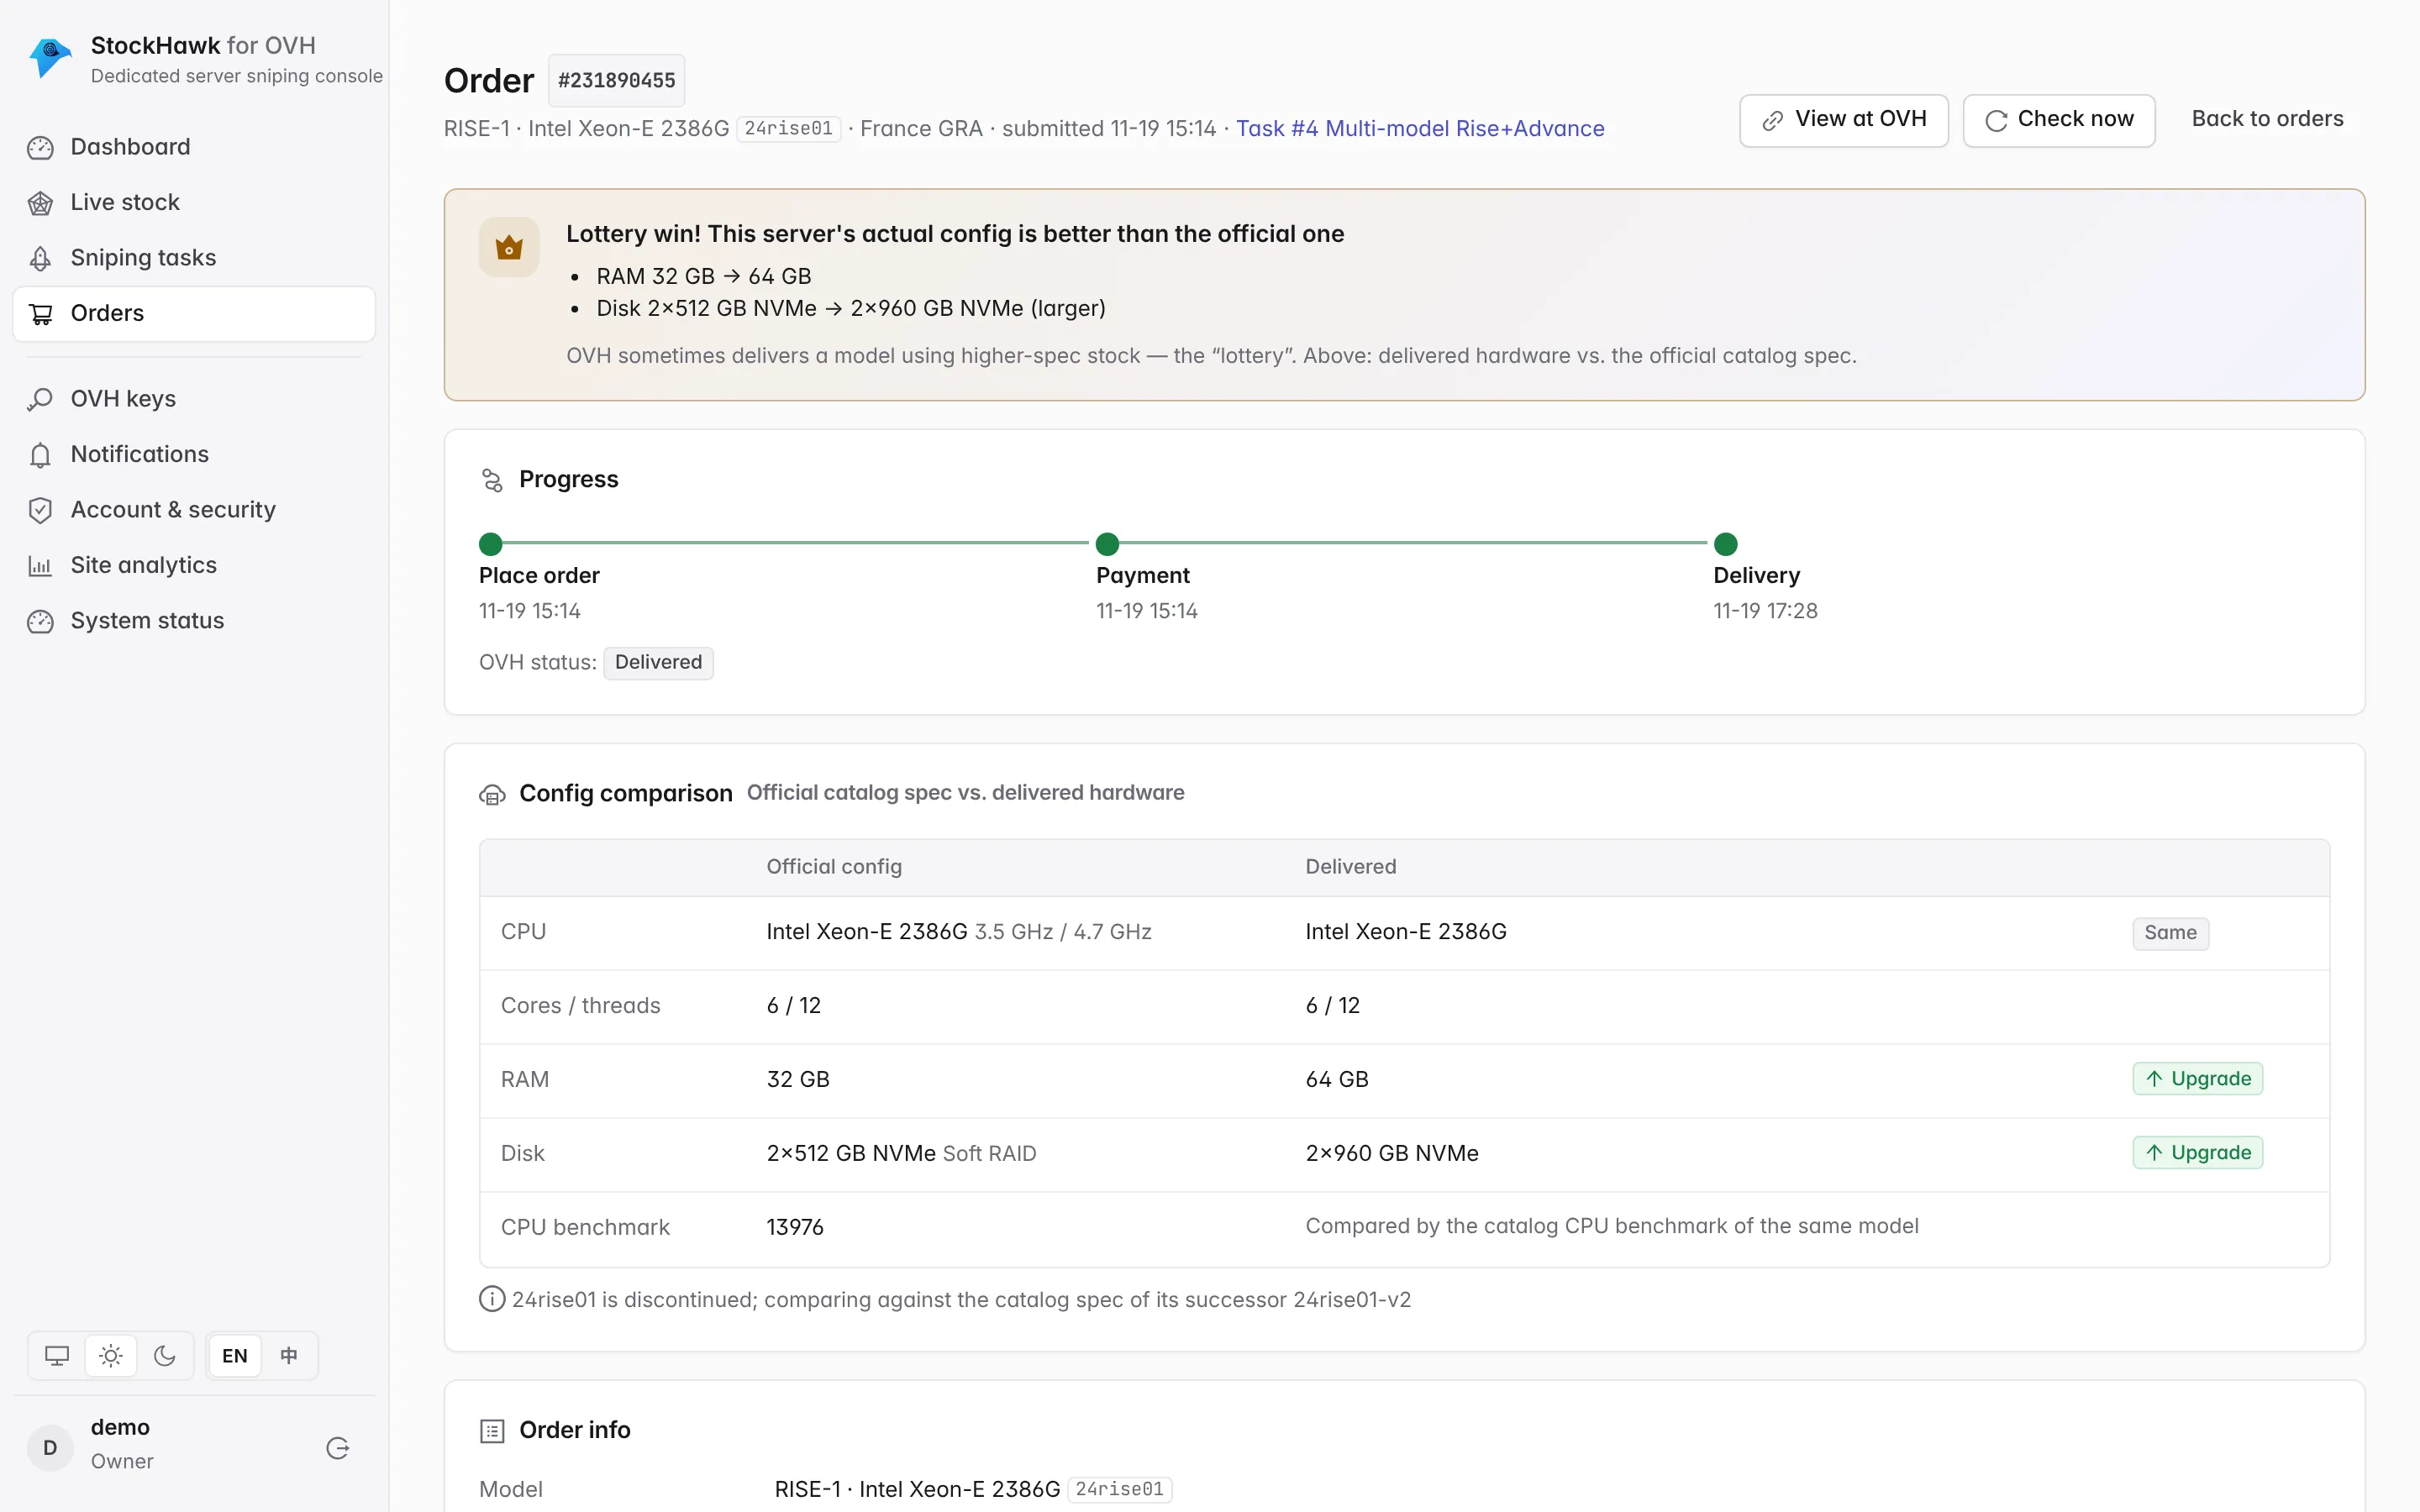 StockHawk for OVH
Dedicated server sniping console
Dashboard
Live stock
Sniping tasks
Orders
OVH keys
Notifications
Account & security
Site analytics
System status
EN 中
D
demo
Owner
Order #231890455
RISE-1 · Intel Xeon-E 2386G 24rise01 · France GRA · submitted 11-19 15:14 · Task #4 Multi-model Rise+Advance
View at OVH
Check now
Back to orders
Lottery win! This server's actual config is better than the official one
• RAM 32 GB → 64 GB
• Disk 2×512 GB NVMe → 2×960 GB NVMe (larger)
OVH sometimes delivers a model using higher-spec stock — the “lottery”. Above: delivered hardware vs. the official catalog spec.
Progress
Place order
11-19 15:14
Payment
11-19 15:14
Delivery
11-19 17:28
OVH status: Delivered
Config comparison Official catalog spec vs. delivered hardware
Official config Delivered
CPU Intel Xeon-E 2386G 3.5 GHz / 4.7 GHz Intel Xeon-E 2386G Same
Cores / threads 6 / 12 6 / 12
RAM 32 GB 64 GB ↑ Upgrade
Disk 2×512 GB NVMe Soft RAID 2×960 GB NVMe ↑ Upgrade
CPU benchmark 13976 Compared by the catalog CPU benchmark of the same model
24rise01 is discontinued; comparing against the catalog spec of its successor 24rise01-v2
Order info
Model RISE-1 · Intel Xeon-E 2386G 24rise01